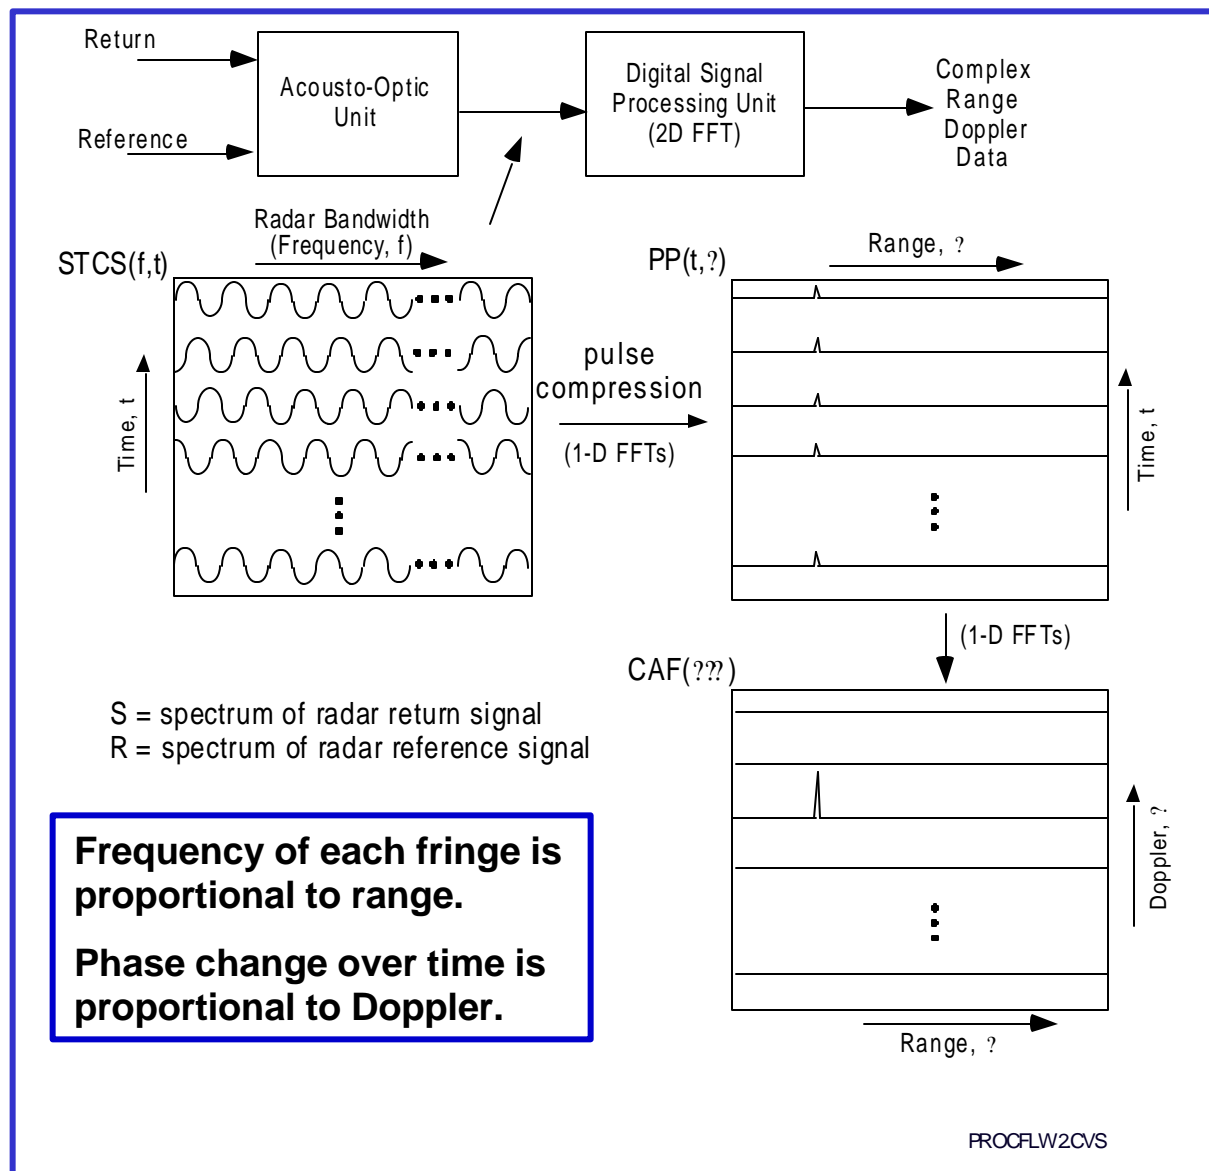 Return
Reference
Acousto-Optic
Unit
Digital Signal
Processing Unit
(2D FFT)
Complex
Range
Doppler
Data
Radar Bandwidth
(Frequency, f)
STCS(f,t)
Time, t
pulse
compression
(1-D FFTs)
PP(t,?)
Range, ?
Time, t
(1-D FFTs)
CAF(???)
Doppler, ?
Range, ?
S = spectrum of radar return signal
R = spectrum of radar reference signal
Frequency of each fringe is
proportional to range.
Phase change over time is
proportional to Doppler.
PROCFLW2.CVS